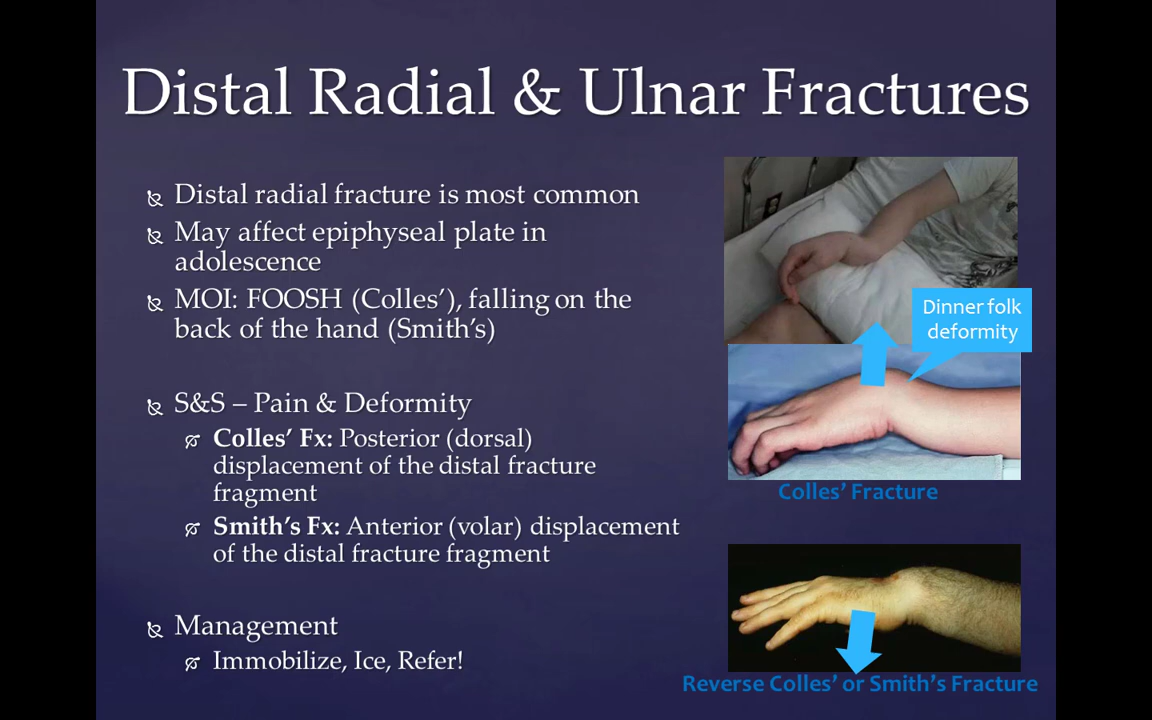 Distal Radial & Ulnar Fractures
Distal radial fracture is most common
May affect epiphyseal plate in
adolescence
MOI: FOOSH (Colles’), falling on the
back of the hand (Smith’s)
S&S – Pain & Deformity
Colles’ Fx: Posterior (dorsal)
displacement of the distal fracture
fragment
Smith’s Fx: Anterior (volar) displacement
of the distal fracture fragment
Management
Immobilize, Ice, Refer!
Dinner folk
deformity
Colles’ Fracture
Reverse Colles’ or Smith’s Fracture